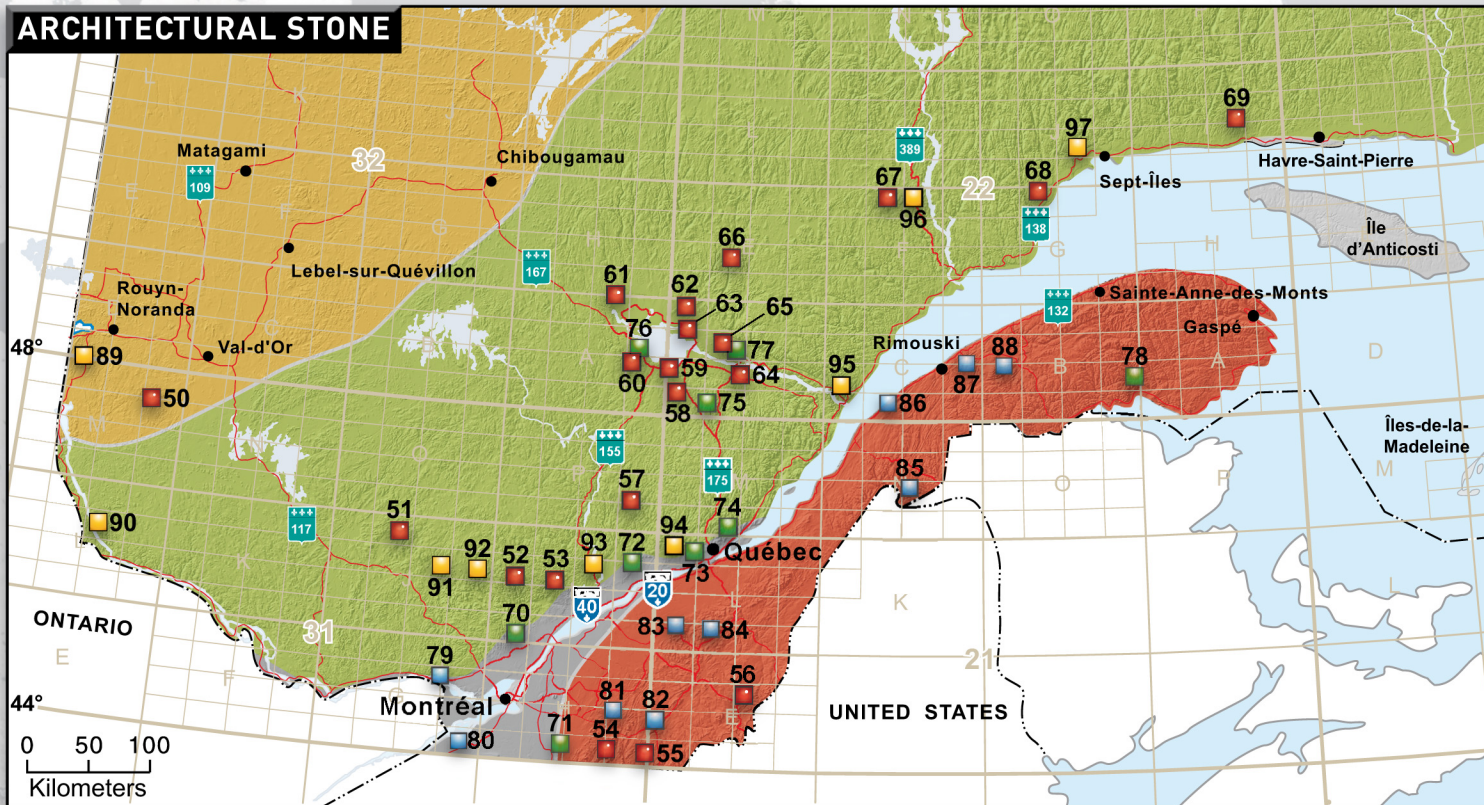 ARCHITECTURAL STONE
M
L
E
32
Matagami
+++
109
Chibougamau
F
G
Lebel-sur-Quévillon
H
+++
167
Rouyn-
Noranda
Val-d'Or
48°
89
50
M
61
62
63
65
66
76
77
60
59
64
58
75
A
+++
389
67
96
22
68
+++
138
97
Sept-Îles
69
Havre-Saint-Pierre
L
Île
d'Anticosti
G
H
F
+++
132
Sainte-Anne-des-Monts
Gaspé
Rimouski
C
B
A
D
95
86
87
88
78
Îles-de-la-
Madeleine
M
N
O
P
+++
155
+++
175
85
O
57
74
51
+++
117
90
L
K
91
92
52
53
93
72
94
73
Québec
40
20
L
K
L
ONTARIO
E
31
F
G
70
83
84
21
79
Montréal
44°
80
71
81
82
54
55
56
H
E
UNITED STATES
0 50 100
Kilometers